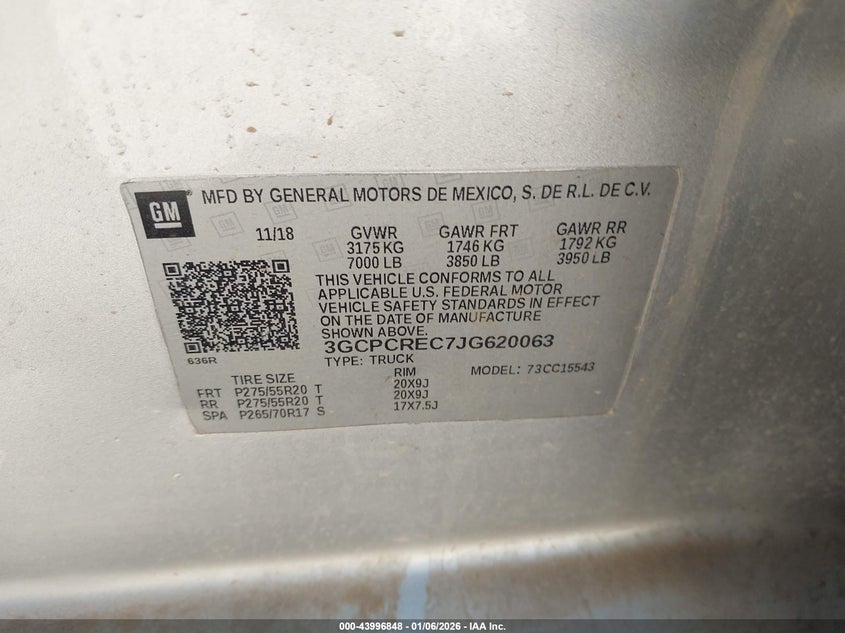 GM
MFD BY GENERAL MOTORS DE MEXICO, S. DE R.L. DE C.V.
11/18 GVWR GAWR FRT GAWR RR
3175 KG 1746 KG 1792 KG
7000 LB 3850 LB 3950 LB
THIS VEHICLE CONFORMS TO ALL
APPLICABLE U.S. FEDERAL MOTOR
VEHICLE SAFETY STANDARDS IN EFFECT
ON THE DATE OF MANUFACTURE
SHOWN ABOVE.
636R
3GCPCREC7JG620063
TYPE: TRUCK MODEL: 73CC15543
TIRE SIZE RIM
FRT P275/55R20 T 20X9J
RR P275/55R20 T 20X9J
SPA P265/70R17 S 17X7.5J
000-43996848 - 01/06/2026 - IAA Inc.